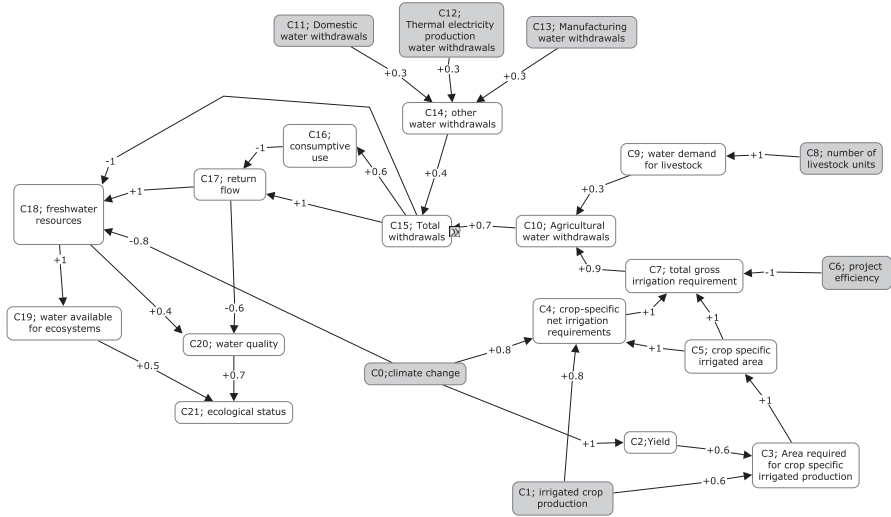 C11; Domestic
water withdrawals
C12;
Thermal electricity
production
water withdrawals
C13; Manufacturing
water withdrawals
+0.3
+0.3
+0.3
C14; other
water withdrawals
C16;
consumptive
use
-1
-1
+0.6
+0.4
C9; water demand
for livestock
+1
C8; number of
livestock units
C17; return
flow
+1
+0.3
C18; freshwater
resources
+1
C15; Total
withdrawals
+0.7
C10; Agricultural
water withdrawals
-0.8
+1
+0.9
C7; total gross
irrigation requirement
-1
C6; project
efficiency
+0.4
-0.6
C4; crop-specific
net irrigation
requirements
+1
+1
C19; water available
for ecosystems
C20; water quality
+0.8
+1
C5; crop specific
irrigated area
+0.5
+0.7
C0;climate change
+0.8
+1
C21; ecological status
+1
C2;Yield
+0.6
C3; Area required
for crop specific
irrigated production
C1; irrigated crop
production
+0.6